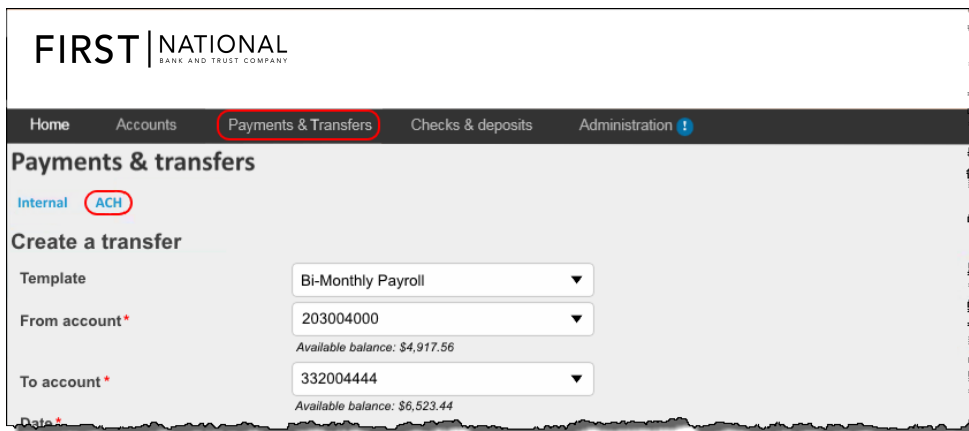 FIRST NATIONAL
BANK AND TRUST COMPANY
Home Accounts Payments & Transfers Checks & deposits Administration !
Payments & transfers
Internal ACH
Create a transfer
Template Bi-Monthly Payroll
From account* 203004000
Available balance: $4,917.56
To account * 332004444
Available balance: $6,523.44
Date *